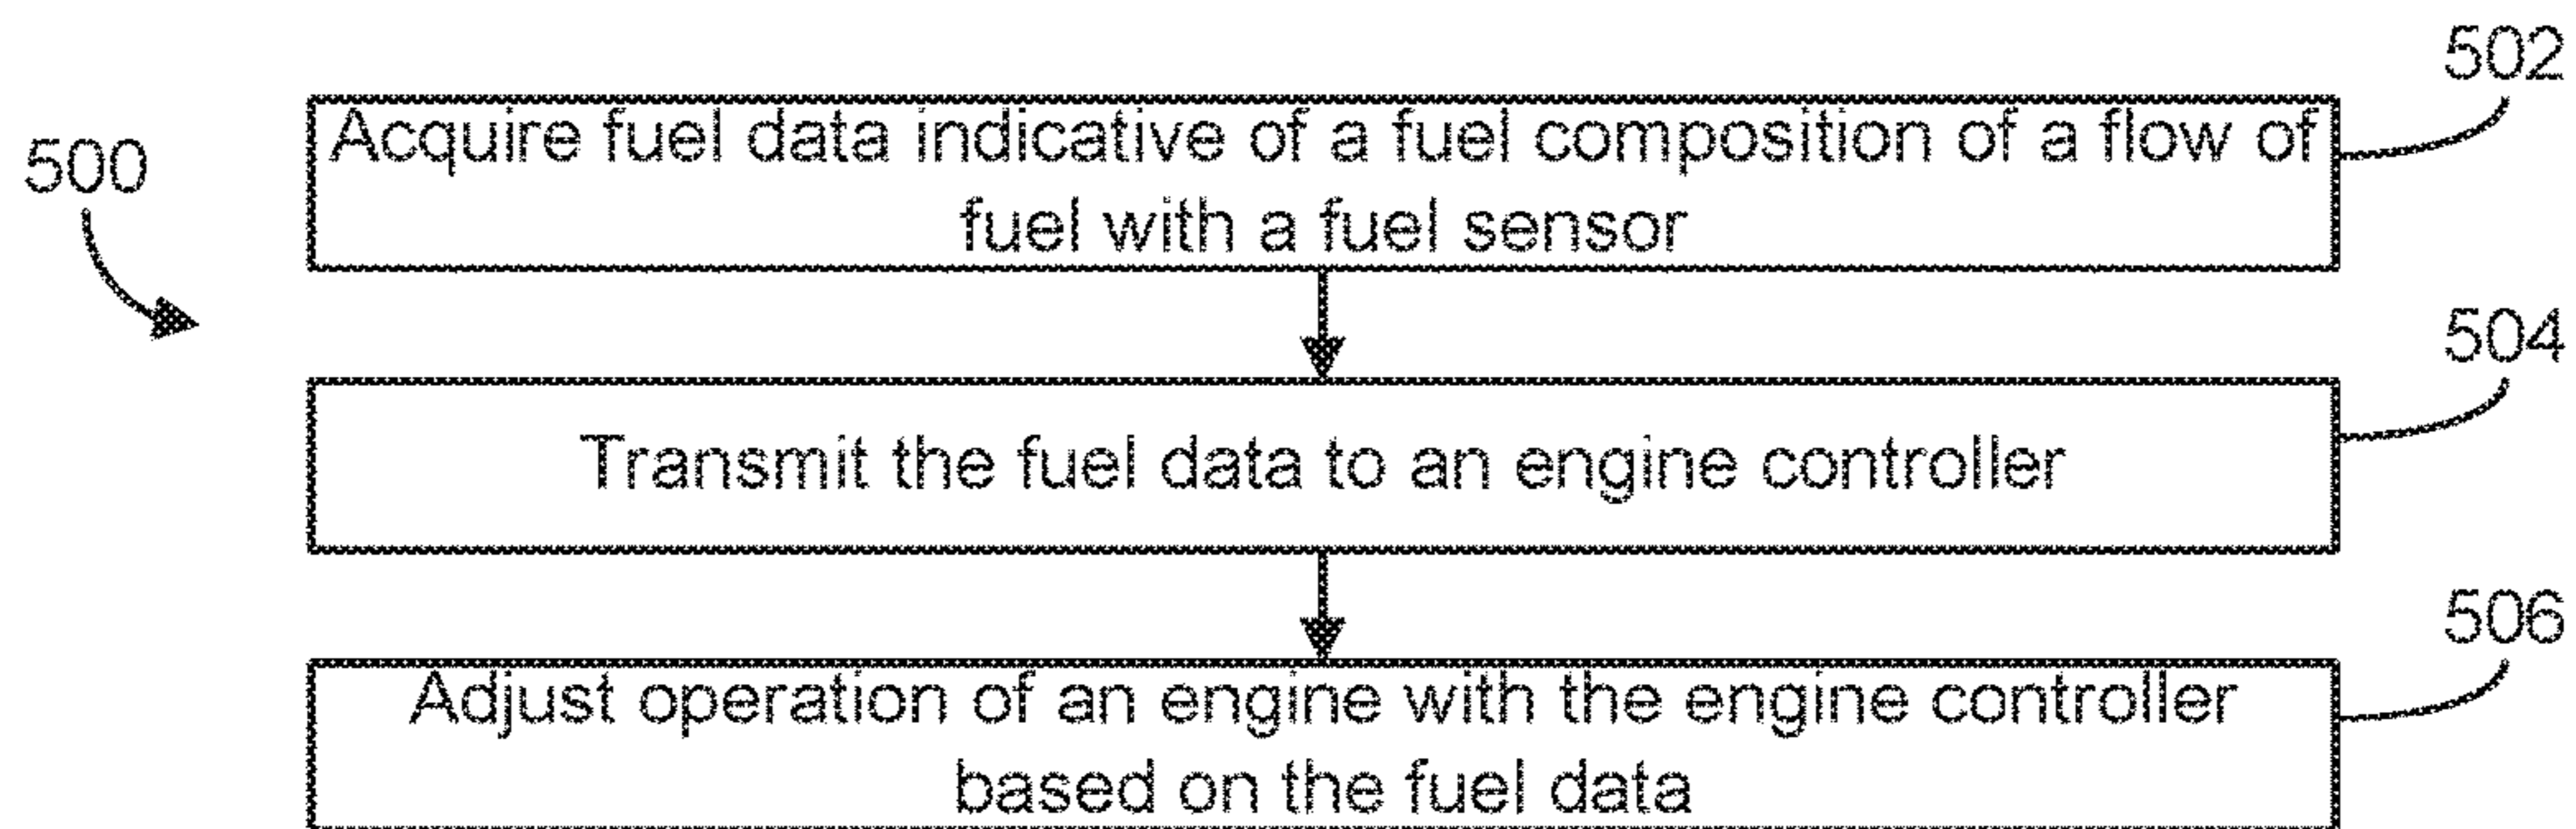 502
Acquire fuel data indicative of a fuel composition of a flow of
fuel with a fuel sensor
500
504
Transmit the fuel data to an engine controller
506
Adjust operation of an engine with the engine controller
based on the fuel data